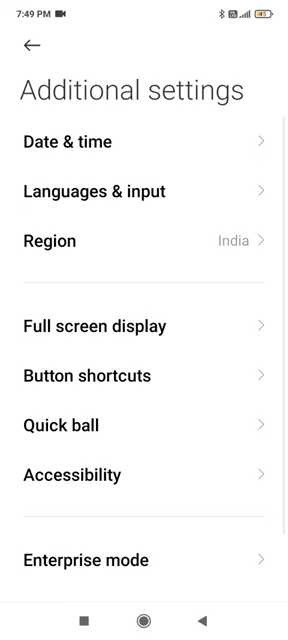 7:49 PM
45
Additional settings
Date & time
Languages & input
Region India
Full screen display
Button shortcuts
Quick ball
Accessibility
Enterprise mode